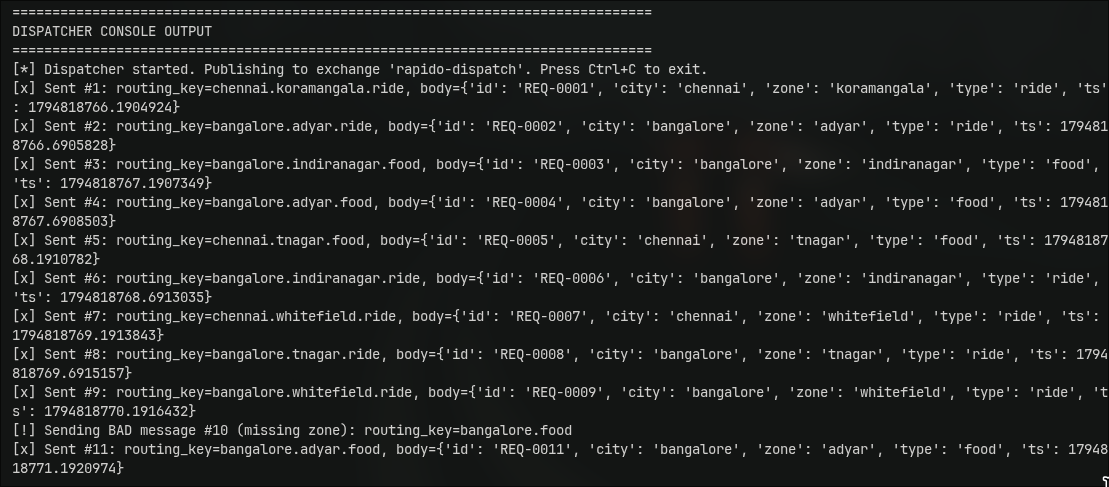 ================================================================================
DISPATCHER CONSOLE OUTPUT
================================================================================
[*] Dispatcher started. Publishing to exchange 'rapido-dispatch'. Press Ctrl+C to exit.
[x] Sent #1: routing_key=chennai.koramangala.ride, body={'id': 'REQ-0001', 'city': 'chennai', 'zone': 'koramangala', 'type': 'ride', 'ts'
: 1794818766.1904924}
[x] Sent #2: routing_key=bangalore.adyar.ride, body={'id': 'REQ-0002', 'city': 'bangalore', 'zone': 'adyar', 'type': 'ride', 'ts': 179481
8766.6905828}
[x] Sent #3: routing_key=bangalore.indiranagar.food, body={'id': 'REQ-0003', 'city': 'bangalore', 'zone': 'indiranagar', 'type': 'food',
'ts': 1794818767.1907349}
[x] Sent #4: routing_key=bangalore.adyar.food, body={'id': 'REQ-0004', 'city': 'bangalore', 'zone': 'adyar', 'type': 'food', 'ts': 179481
8767.6908503}
[x] Sent #5: routing_key=chennai.tnagar.food, body={'id': 'REQ-0005', 'city': 'chennai', 'zone': 'tnagar', 'type': 'food', 'ts': 17948187
68.1910782}
[x] Sent #6: routing_key=bangalore.indiranagar.ride, body={'id': 'REQ-0006', 'city': 'bangalore', 'zone': 'indiranagar', 'type': 'ride',
'ts': 1794818768.6913035}
[x] Sent #7: routing_key=chennai.whitefield.ride, body={'id': 'REQ-0007', 'city': 'chennai', 'zone': 'whitefield', 'type': 'ride', 'ts':
1794818769.1913843}
[x] Sent #8: routing_key=bangalore.tnagar.ride, body={'id': 'REQ-0008', 'city': 'bangalore', 'zone': 'tnagar', 'type': 'ride', 'ts': 1794
818769.6915157}
[x] Sent #9: routing_key=bangalore.whitefield.ride, body={'id': 'REQ-0009', 'city': 'bangalore', 'zone': 'whitefield', 'type': 'ride', 't
s': 1794818770.1916432}
[!] Sending BAD message #10 (missing zone): routing_key=bangalore.food
[x] Sent #11: routing_key=bangalore.adyar.food, body={'id': 'REQ-0011', 'city': 'bangalore', 'zone': 'adyar', 'type': 'food', 'ts': 17948
18771.1920974}